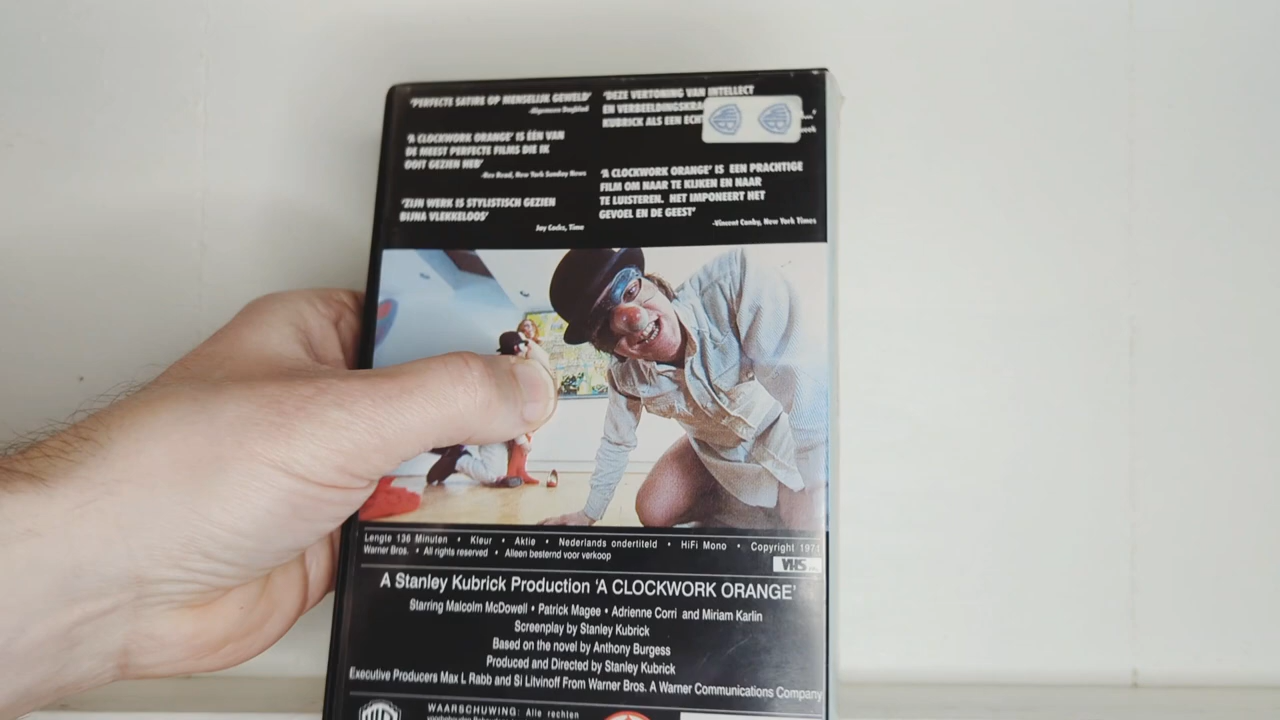 'PERFECTE SATIRE OP MENSELIJK GEWELD'
-Algemeen Dagblad
'A CLOCKWORK ORANGE' IS ÉÉN VAN
DE MEEST PERFECTE FILMS DIE IK
OOIT GEZIEN HEB'
-Rex Reed, New York Sunday News
'ZIJN WERK IS STYLISTISCH GEZIEN
BIJNA VLEKKELOOS'
Jay Cocks, Time
'DEZE VERTONING VAN INTELLECT
EN VERBEELDINGSKRA
KUBRICK ALS EEN ECH
'A CLOCKWORK ORANGE' IS EEN PRACHTIGE
FILM OM NAAR TE KIJKEN EN NAAR
TE LUISTEREN. HET IMPONEERT HET
GEVOEL EN DE GEEST'
-Vincent Canby, New York Times
Lengte 136 Minuten • Kleur • Aktie • Nederlands ondertiteld • HiFi Mono • Copyright 1971
Warner Bros. • All rights reserved • Alleen bestemd voor verkoop
VHS
A Stanley Kubrick Production 'A CLOCKWORK ORANGE'
Starring Malcolm McDowell • Patrick Magee • Adrienne Corri and Miriam Karlin
Screenplay by Stanley Kubrick
Based on the novel by Anthony Burgess
Produced and Directed by Stanley Kubrick
Executive Producers Max L Rabb and Si Litvinoff From Warner Bros. A Warner Communications Company
WAARSCHUWING: Alle rechten